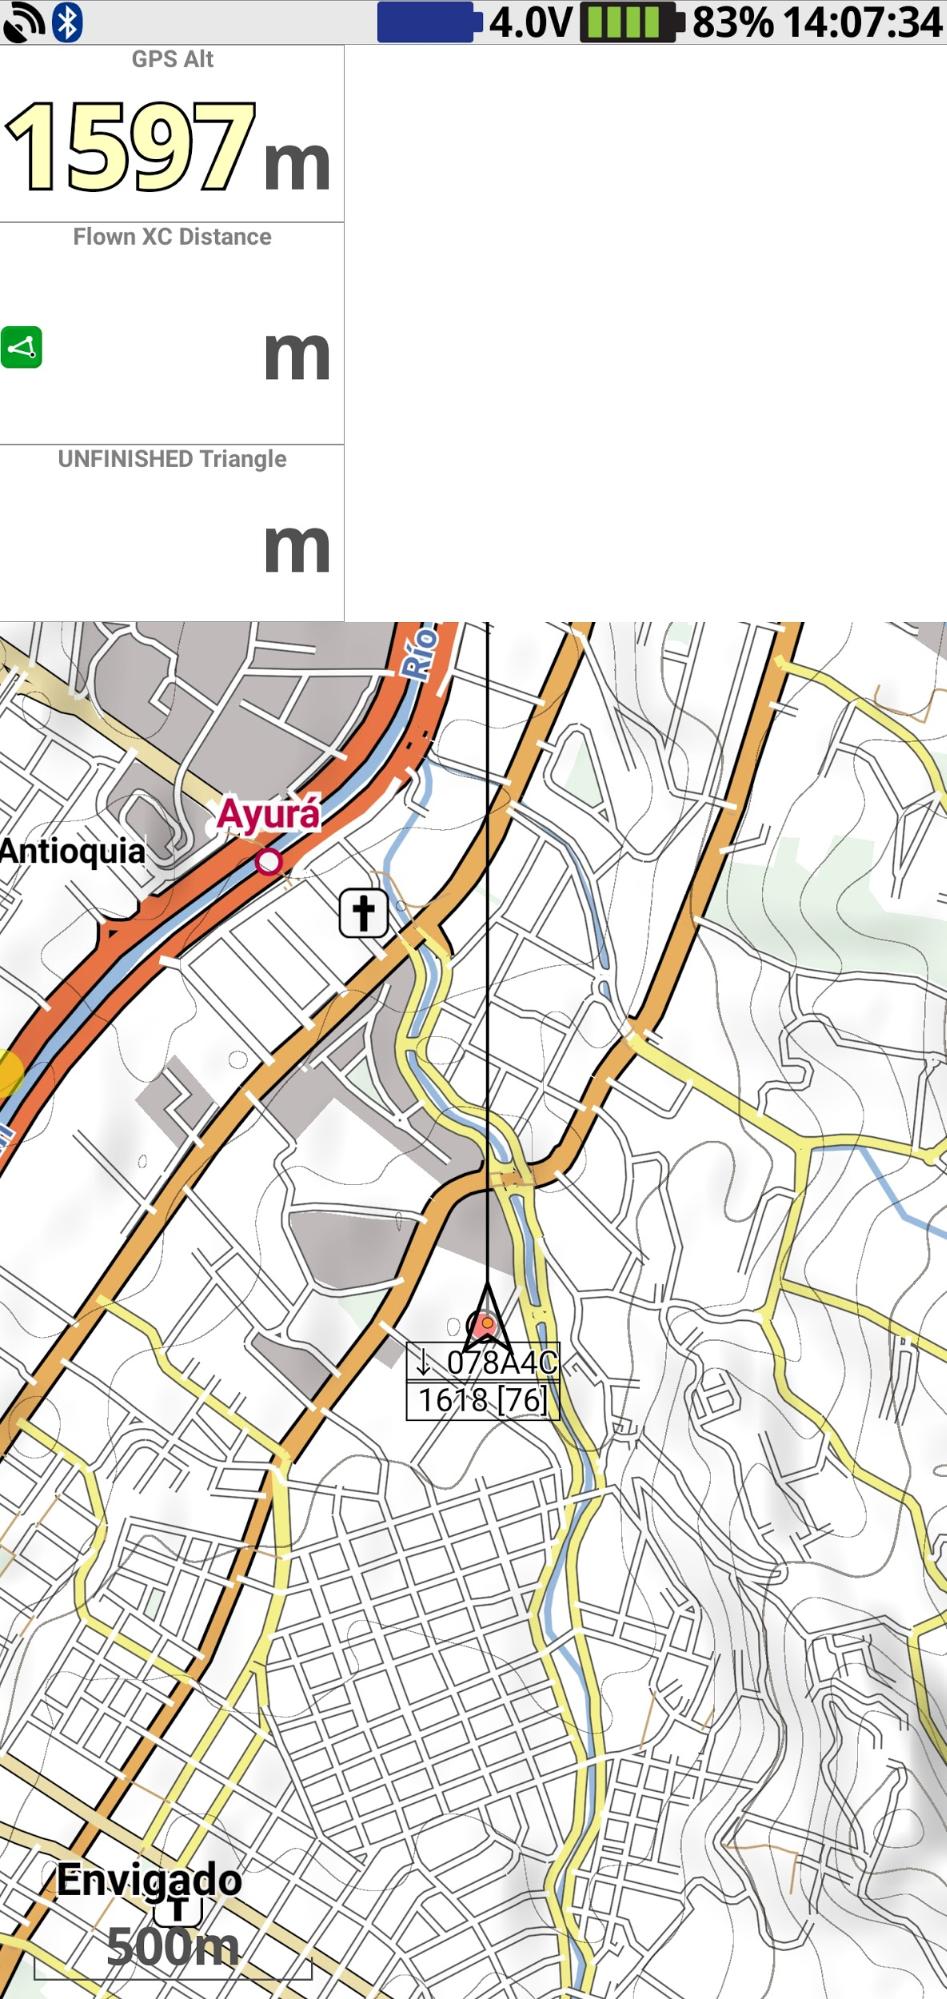 4.0V 83% 14:07:34
GPS Alt
1597 m
Flown XC Distance
m
UNFINISHED Triangle
m
Río
Ayurá
Antioquia
↓ 078A4C
1618 [76]
Envigado
500m